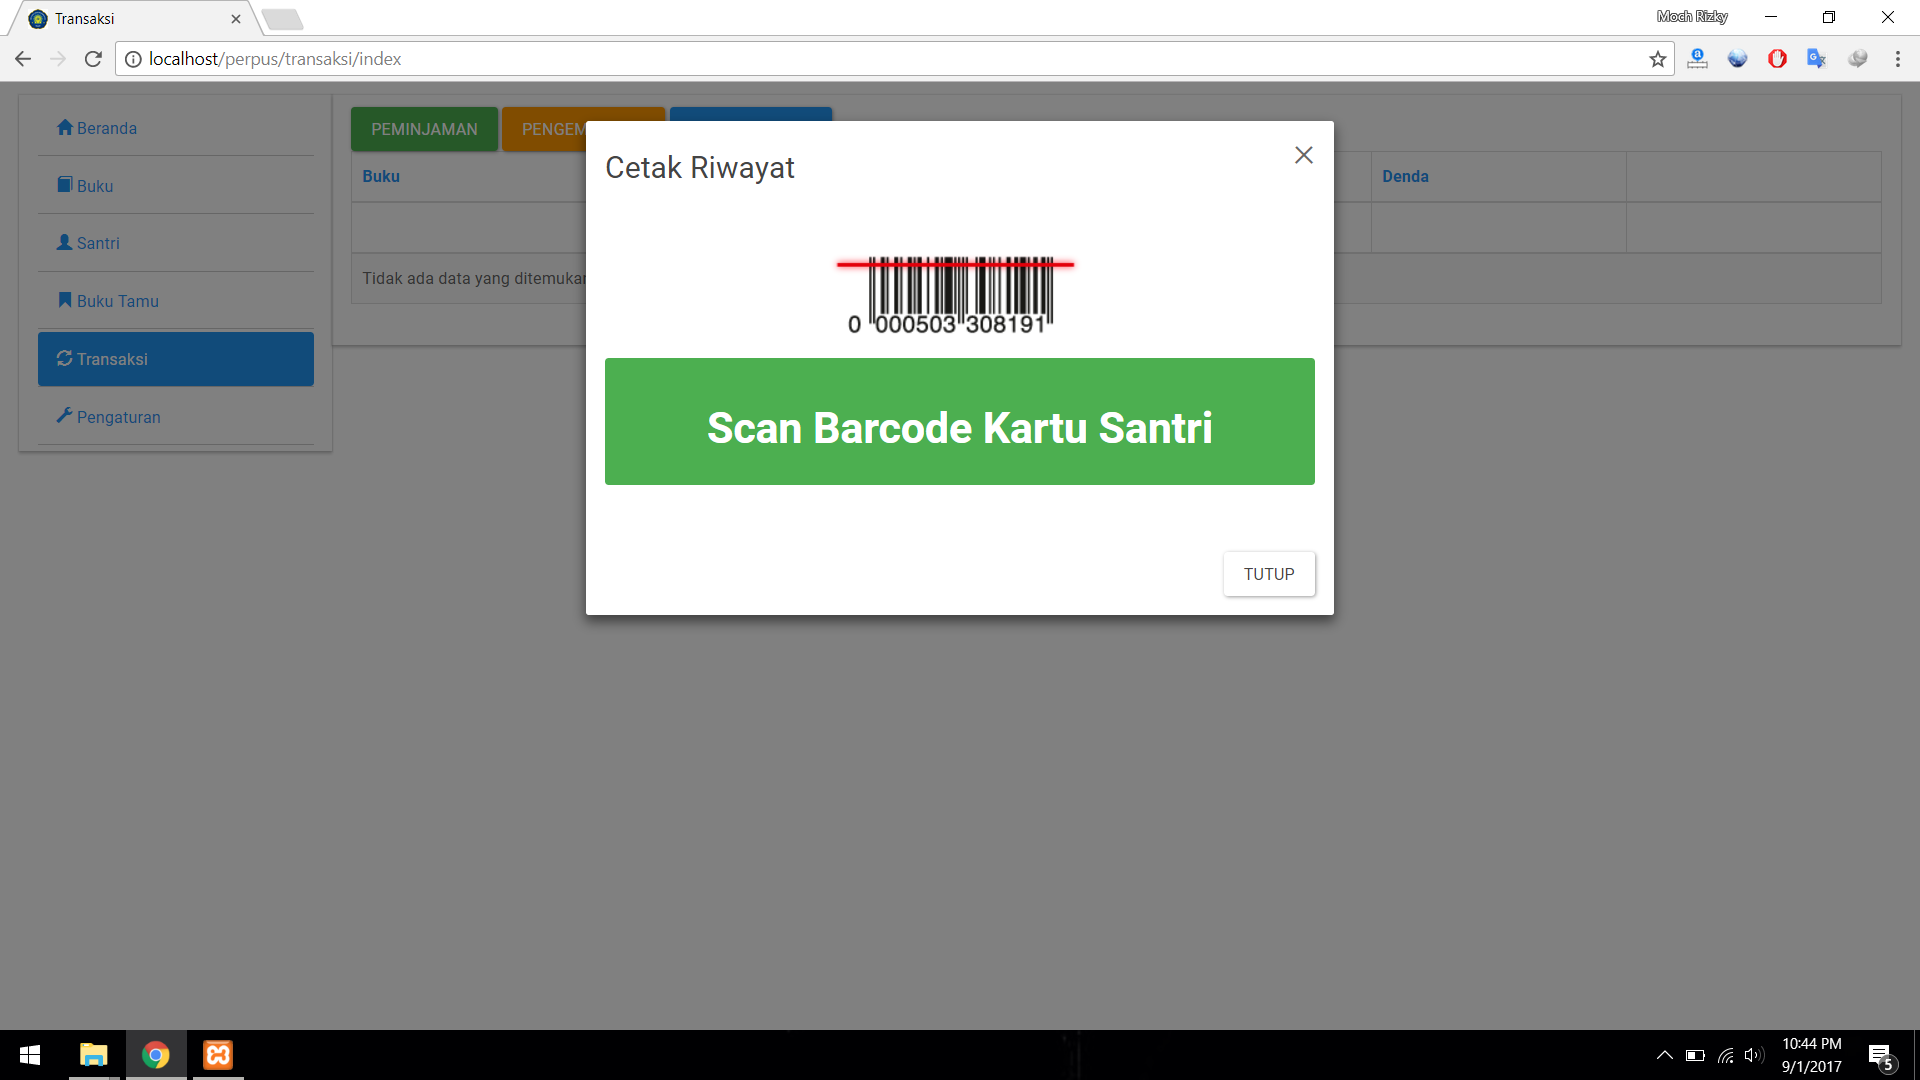 Transaksi
Moch Rizky
localhost/perpus/transaksi/index
Beranda
Buku
Santri
Buku Tamu
Transaksi
Pengaturan
PEMINJAMAN
Buku
Denda
Tidak ada data yang
Cetak Riwayat
0 000503 308191
Scan Barcode Kartu Santri
TUTUP
10:44 PM
9/1/2017
5